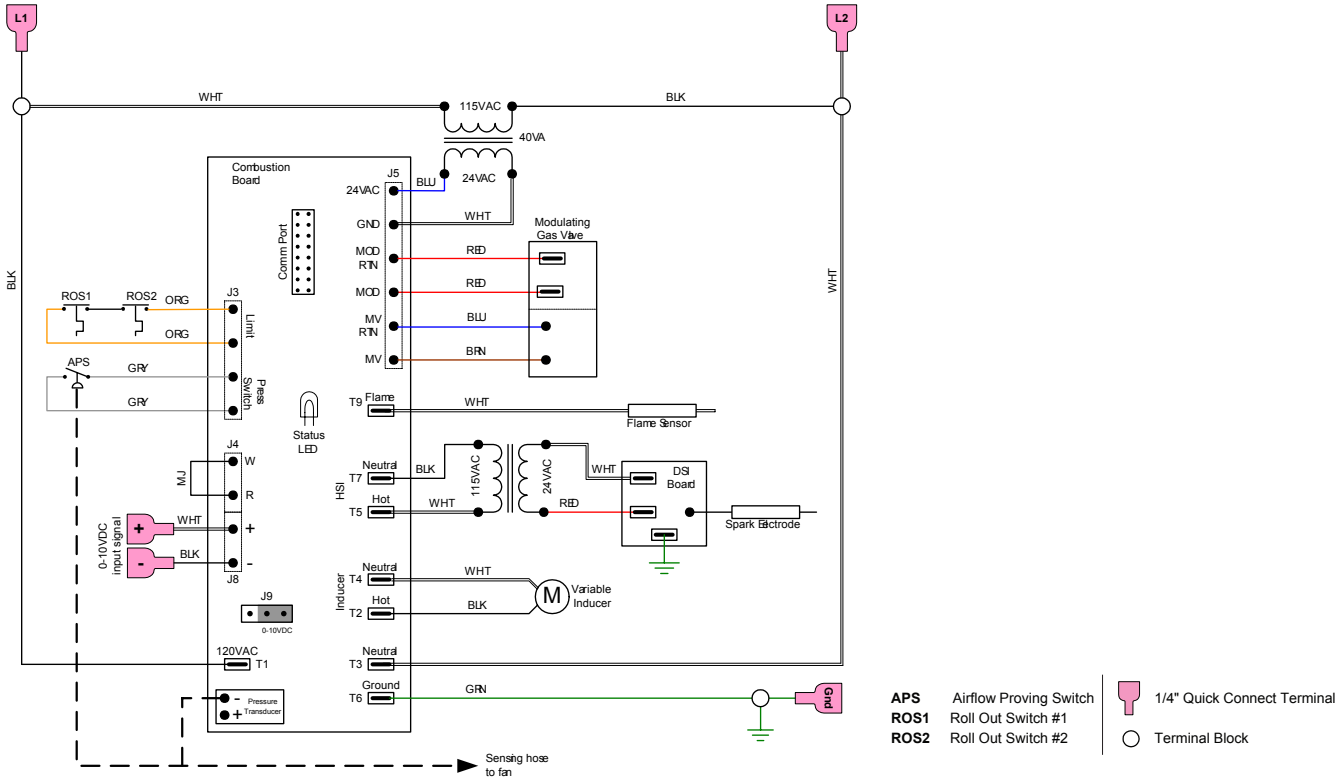 L1
L2
WHT
115VAC
BLK
40VA
24VAC
Combustion
Board
J5
24VAC
BLU
GND
WHT
Comm Port
MOD
RTN
RED
Modulating
Gas Valve
MOD
RED
MV
RTN
BLU
MV
BRN
BLK
WHT
ROS1
ROS2
ORG
J3
Limit
ORG
APS
GRY
Press
Switch
GRY
Status
LED
T9
Flame
WHT
Flame Sensor
J4
W
MJ
R
HSI
Neutral
T7
BLK
Hot
T5
WHT
115VAC
24VAC
WHT
RED
DSI
Board
Spark Electrode
0-10VDC
input signal
+
WHT
+
-
BLK
-
J8
Inducer
Neutral
T4
WHT
Hot
T2
BLK
M
Variable
Inducer
J9
0-10VDC
120VAC
T1
Neutral
T3
Ground
T6
GRN
Gnd
-
Pressure
+
Transducer
Sensing hose
to fan
APS Airflow Proving Switch
ROS1 Roll Out Switch #1
ROS2 Roll Out Switch #2
1/4" Quick Connect Terminal
Terminal Block